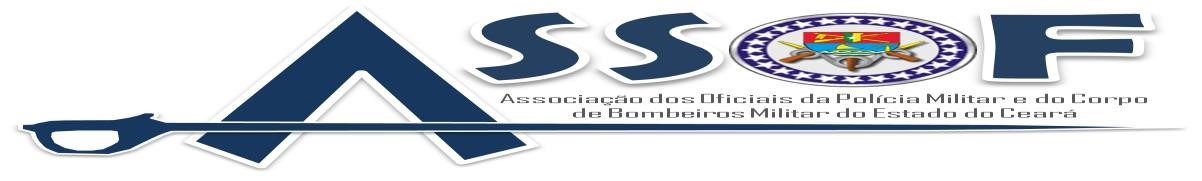 ASSOF
Associação dos Oficiais da Polícia Militar e do Corpo
de Bombeiros Militar do Estado do Ceará